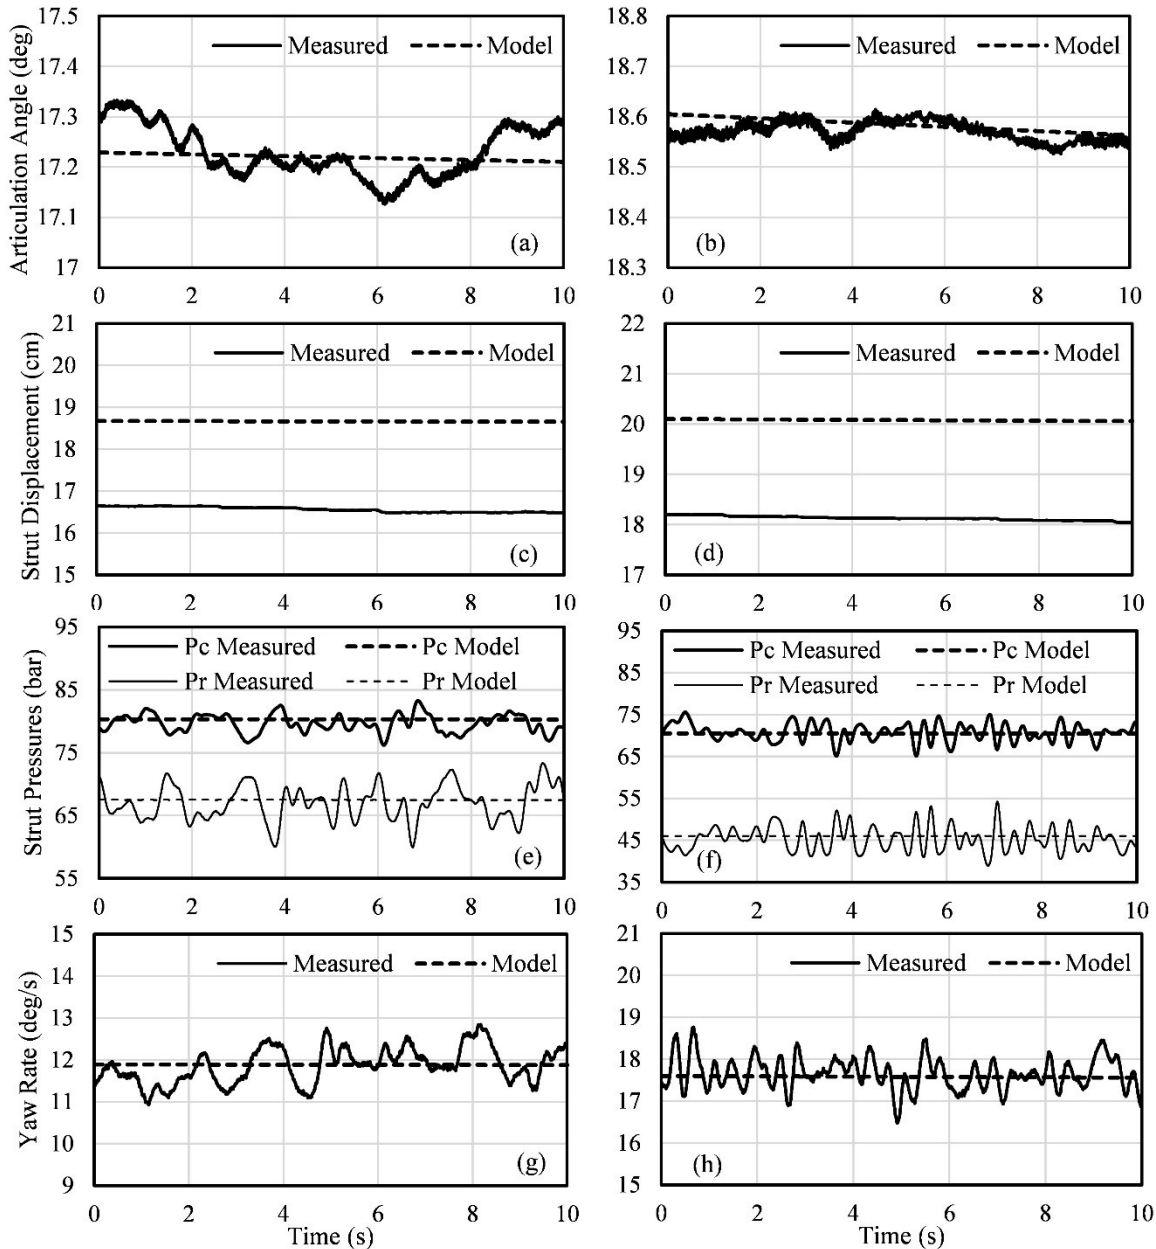 17.5
17.4
17.3
17.2
17.1
17
Articulation Angle (deg)
Measured Model
(a)
0 2 4 6 8 10
18.8
18.7
18.6
18.5
18.4
18.3
Measured Model
(b)
0 2 4 6 8 10
21
20
19
18
17
16
15
Strut Displacement (cm)
Measured Model
(c)
0 2 4 6 8 10
22
21
20
19
18
17
Measured Model
(d)
0 2 4 6 8 10
95
85
75
65
55
Strut Pressures (bar)
Pc Measured Pc Model
Pr Measured Pr Model
(e)
0 2 4 6 8 10
95
75
55
45
35
Pc Measured Pc Model
Pr Measured Pr Model
(f)
0 2 4 6 8 10
15
14
13
12
11
10
9
Yaw Rate (deg/s)
Measured Model
(g)
0 2 4 6 8 10
Time (s)
21
20
19
18
17
16
15
Measured Model
(h)
0 2 4 6 8 10
Time (s)